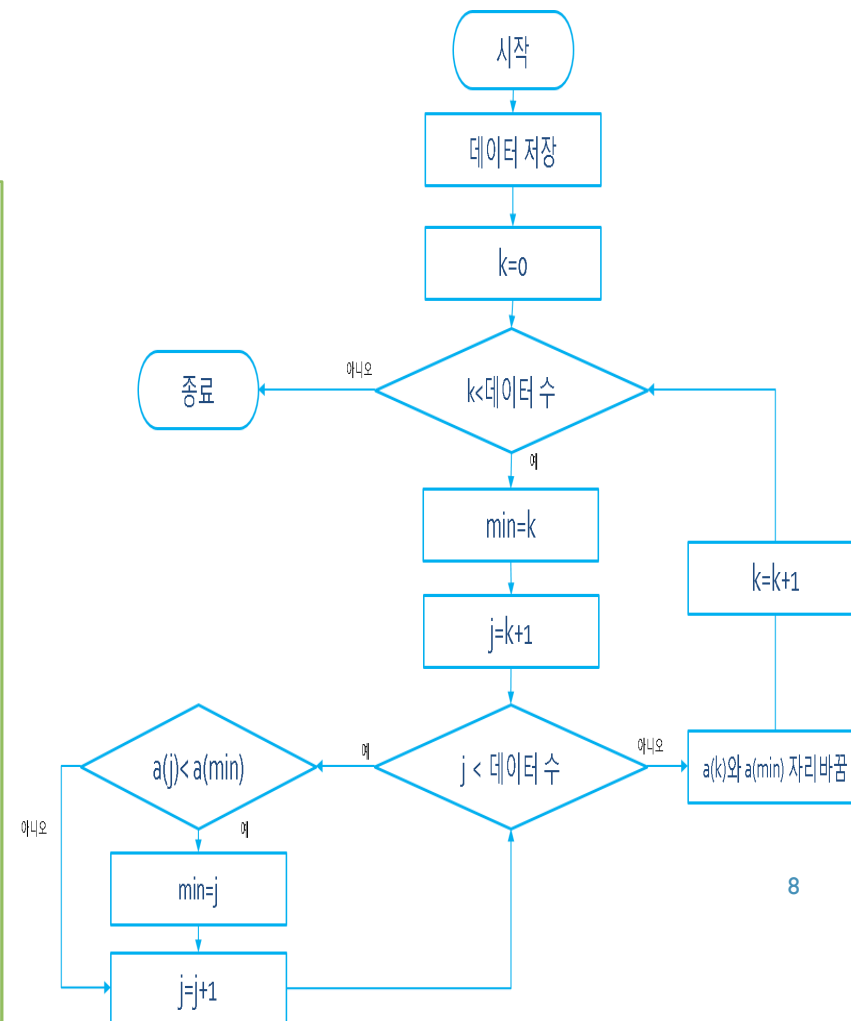 시작
데이터 저장
k=0
k<데이터 수
아니오
종료
예
min=k
j=k+1
k=k+1
j < 데이터 수
예
아니오
a(j)< a(min)
a(k)와 a(min) 자리바꿈
아니오
예
min=j
j=j+1
8